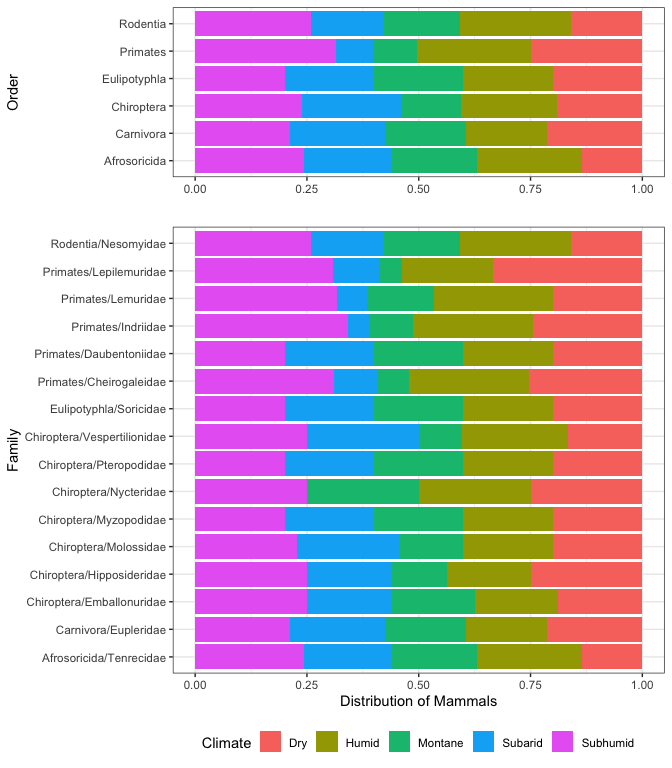 Order
Rodentia
Primates
Eulipotyphla
Chiroptera
Carnivora
Afrosoricida
0.00 0.25 0.50 0.75 1.00
Family
Rodentia/Nesomyidae
Primates/Lepilemuridae
Primates/Lemuridae
Primates/Indriidae
Primates/Daubentoniidae
Primates/Cheirogaleidae
Eulipotyphla/Soricidae
Chiroptera/Vespertilionidae
Chiroptera/Pteropodidae
Chiroptera/Nycteridae
Chiroptera/Myzopodidae
Chiroptera/Molossidae
Chiroptera/Hipposideridae
Chiroptera/Emballonuridae
Carnivora/Eupleridae
Afrosoricida/Tenrecidae
0.00 0.25 0.50 0.75 1.00
Distribution of Mammals
Climate Dry Humid Montane Subarid Subhumid